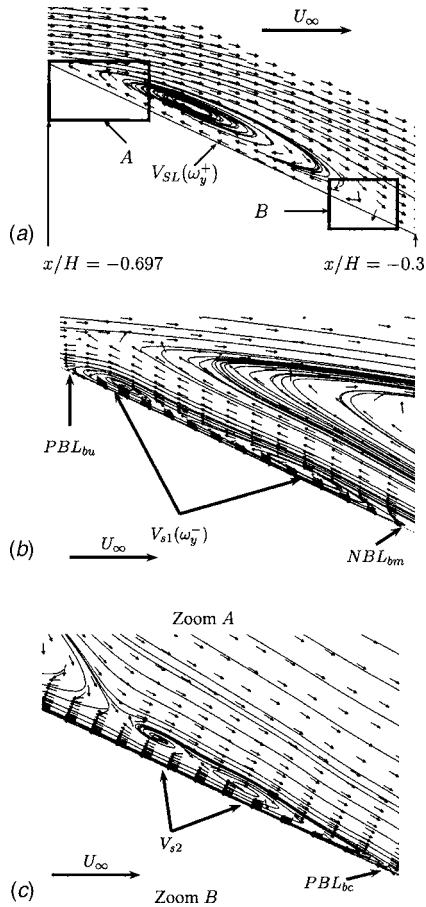 U∞
A
V_SL(ω_y^+)
P
B
(a)
x/H = −0.697
x/H = −0.3
PBL_bu
V_s1(ω_y^−)
NBL_bm
(b)
U∞
Zoom A
V_s2
PBL_bc
U∞
(c)
Zoom B